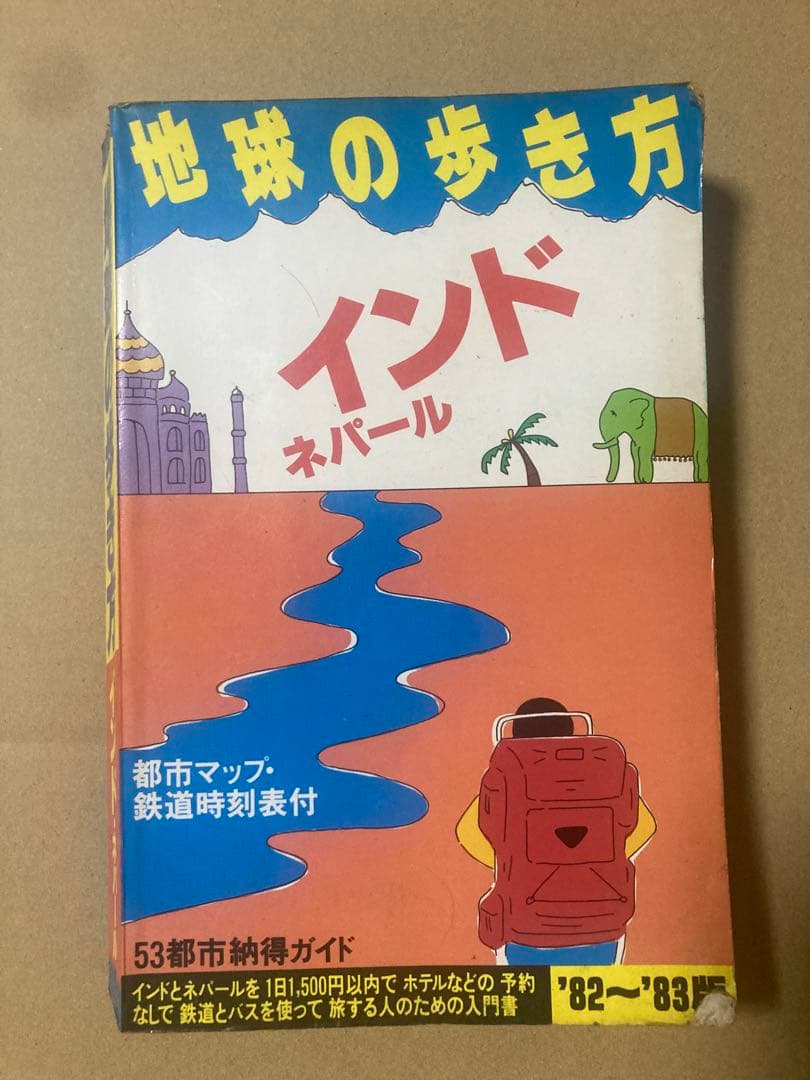 地球の歩き方
インド
ネパール
都市マップ・
鉄道時刻表付
53都市納得ガイド
インドとネパールを1日1,500円以内で ホテルなどの 予約
なしで 鉄道とバスを使って 旅する人のための入門書
'82〜'83版